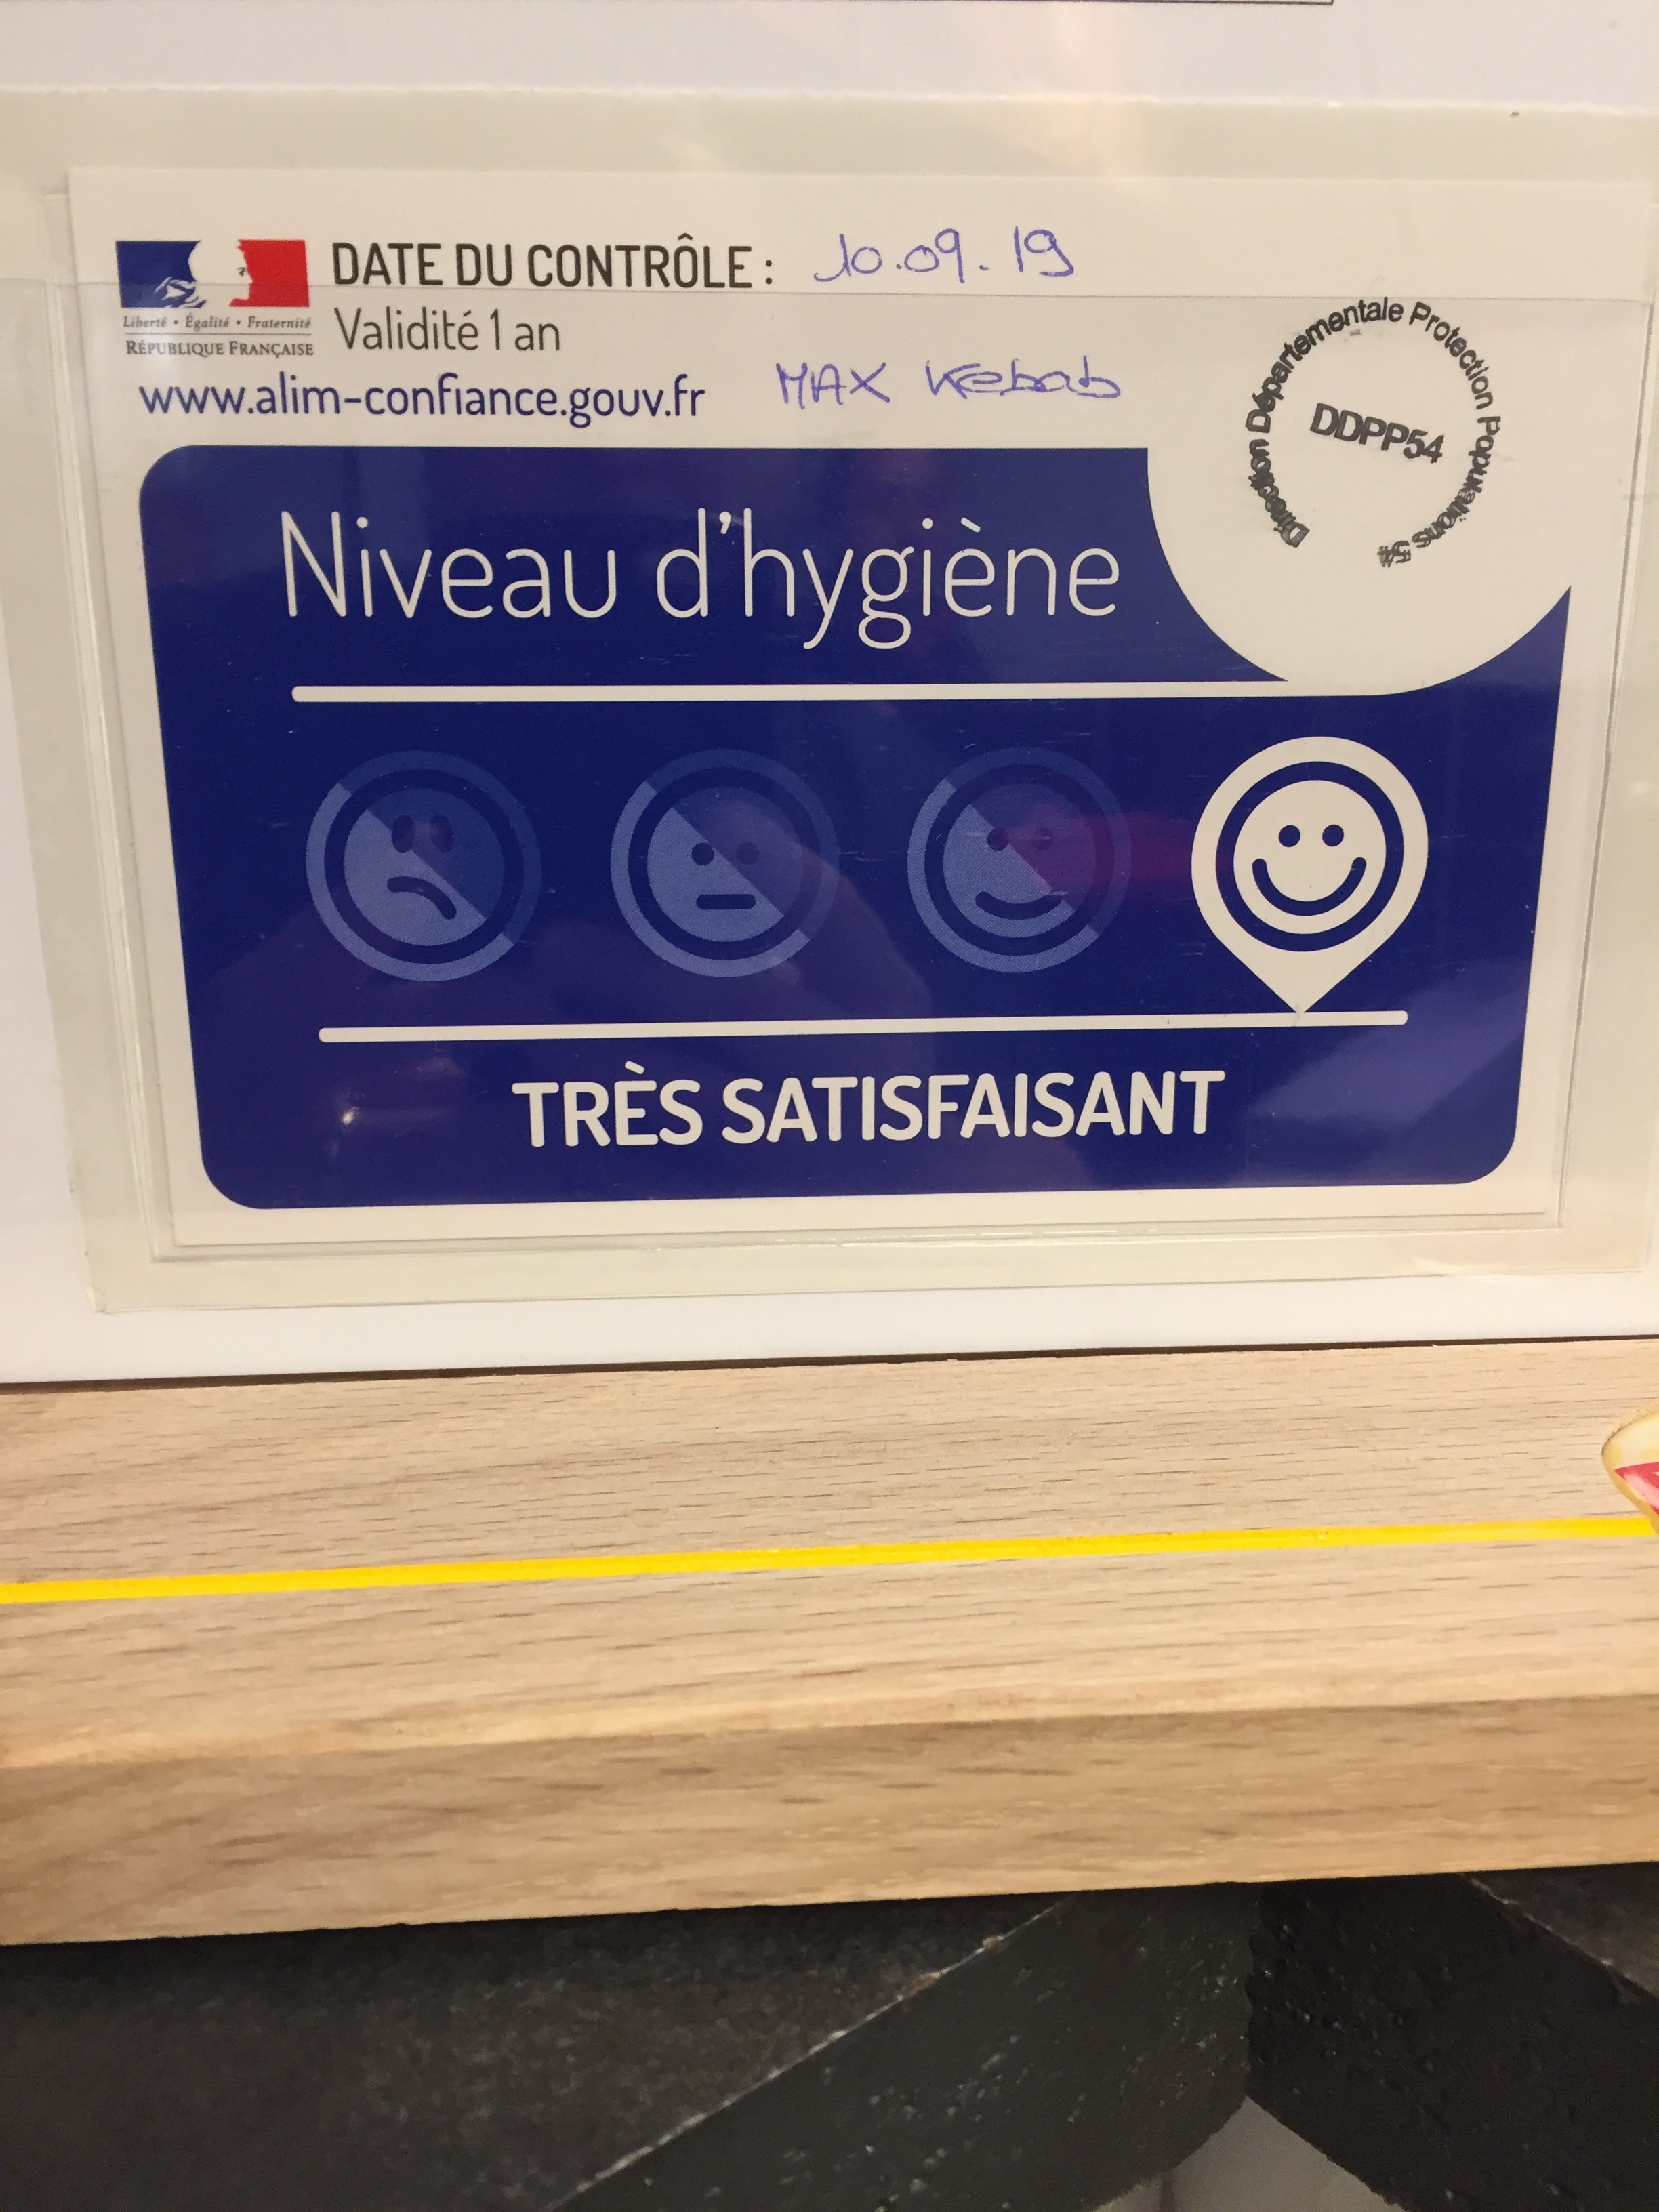 DATE DU CONTRÔLE : 10.09.19
Liberté • Égalité • Fraternité
RÉPUBLIQUE FRANÇAISE
Validité 1 an
www.alim-confiance.gouv.fr
MAX Kebab
Direction Départementale Protection Populations 54
DDPP54
Niveau d'hygiène
TRÈS SATISFAISANT